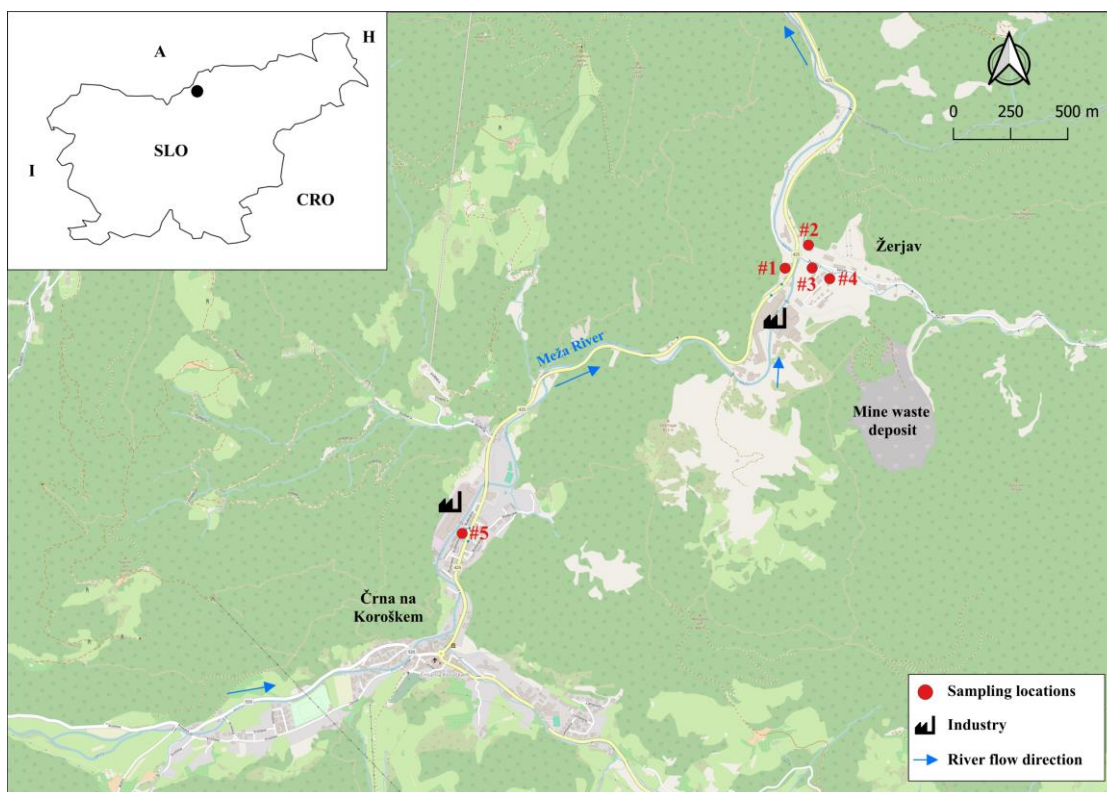 A
H
SLO
I
CRO
0 250 500 m
#2
Žerjav
#1
#3
#4
Meža River
Mine waste
deposit
#5
Črna na
Koroškem
Sampling locations
Industry
River flow direction